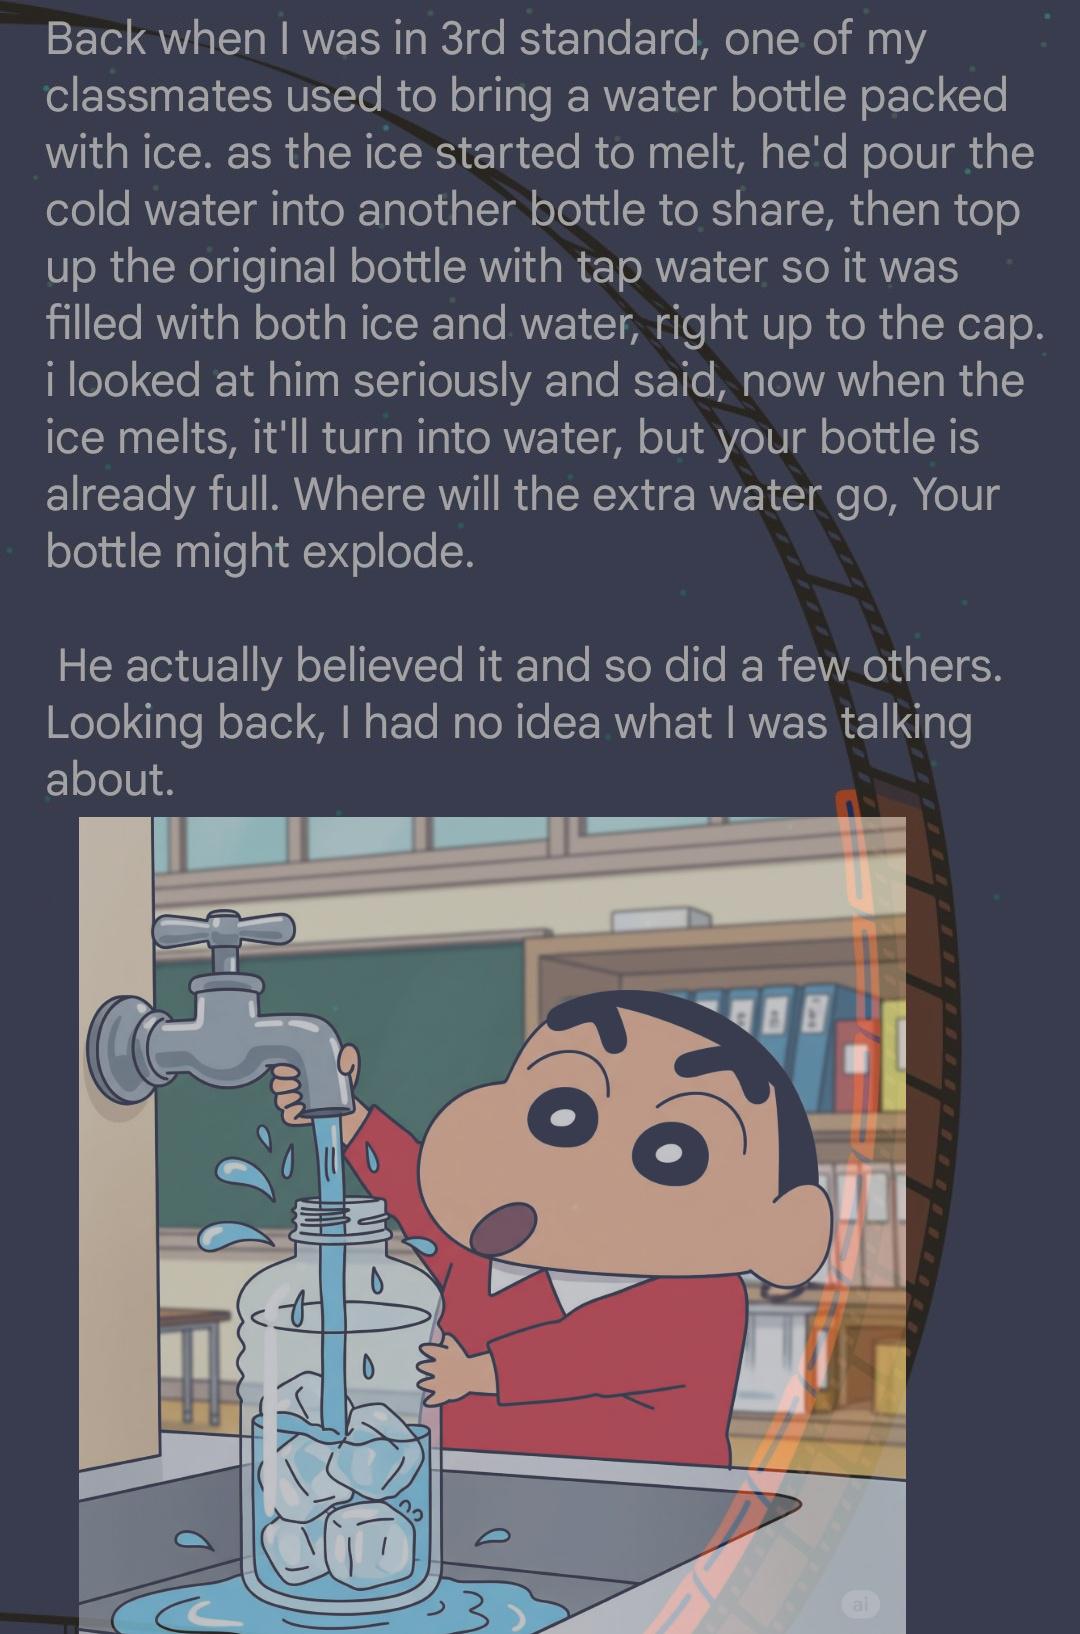 Back when I was in 3rd standard, one of my
classmates used to bring a water bottle packed
with ice. as the ice started to melt, he'd pour the
cold water into another bottle to share, then top
up the original bottle with tap water so it was
filled with both ice and water, right up to the cap.
i looked at him seriously and said, now when the
ice melts, it'll turn into water, but your bottle is
already full. Where will the extra water go, Your
bottle might explode.
He actually believed it and so did a few others.
Looking back, I had no idea what I was talking
about.
ai